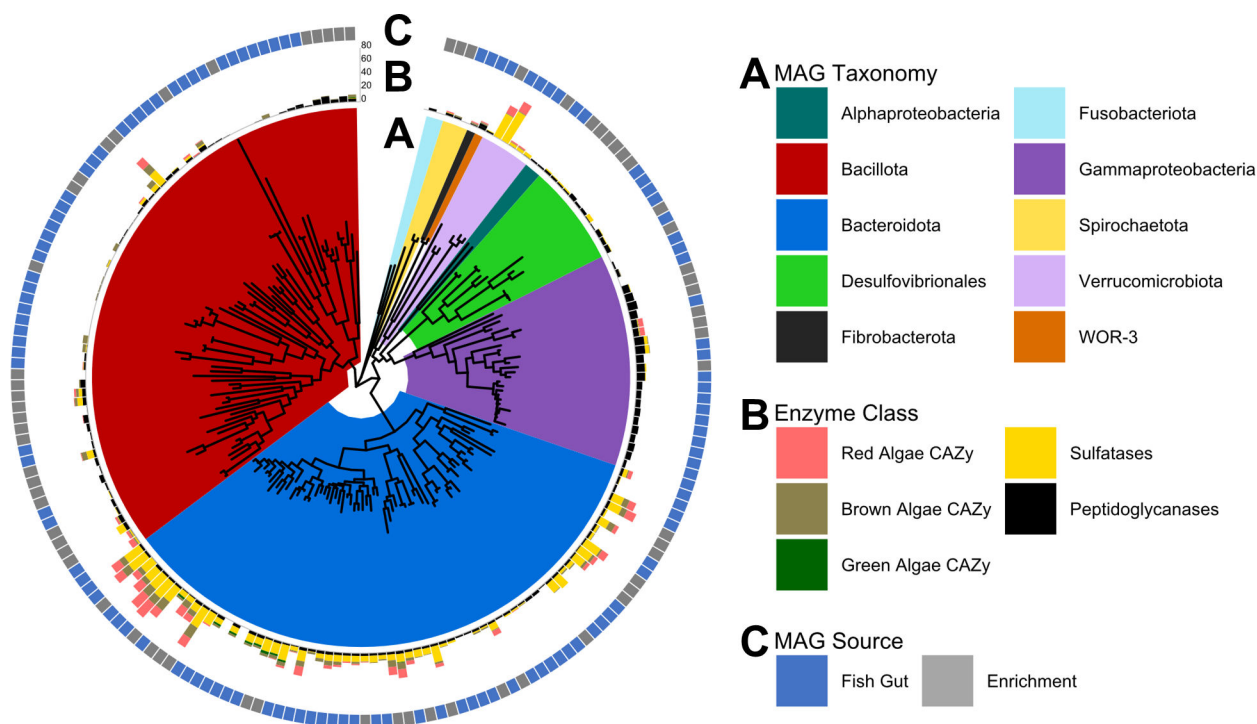 C
80
60
40
20
0
B
A
A MAG Taxonomy
Alphaproteobacteria
Fusobacteriota
Bacillota
Gammaproteobacteria
Bacteroidota
Spirochaetota
Desulfovibrionales
Verrucomicrobiota
Fibrobacterota
WOR-3
B Enzyme Class
Red Algae CAZy
Sulfatases
Brown Algae CAZy
Peptidoglycanases
Green Algae CAZy
C MAG Source
Fish Gut
Enrichment